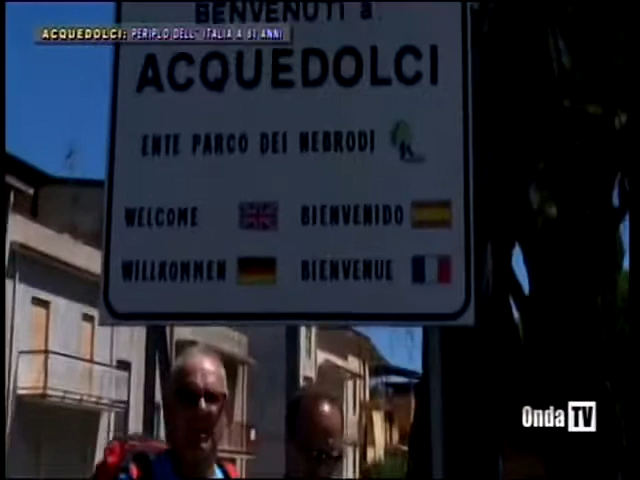 BENVENUTI a
ACQUEDOLCI: PERIPLO DELL' ITALIA A 81 ANNI
ACQUEDOLCI
ENTE PARCO DEI NEBRODI
WELCOME BIENVENIDO
WILLKOMMEN BIENVENUE
Onda TV